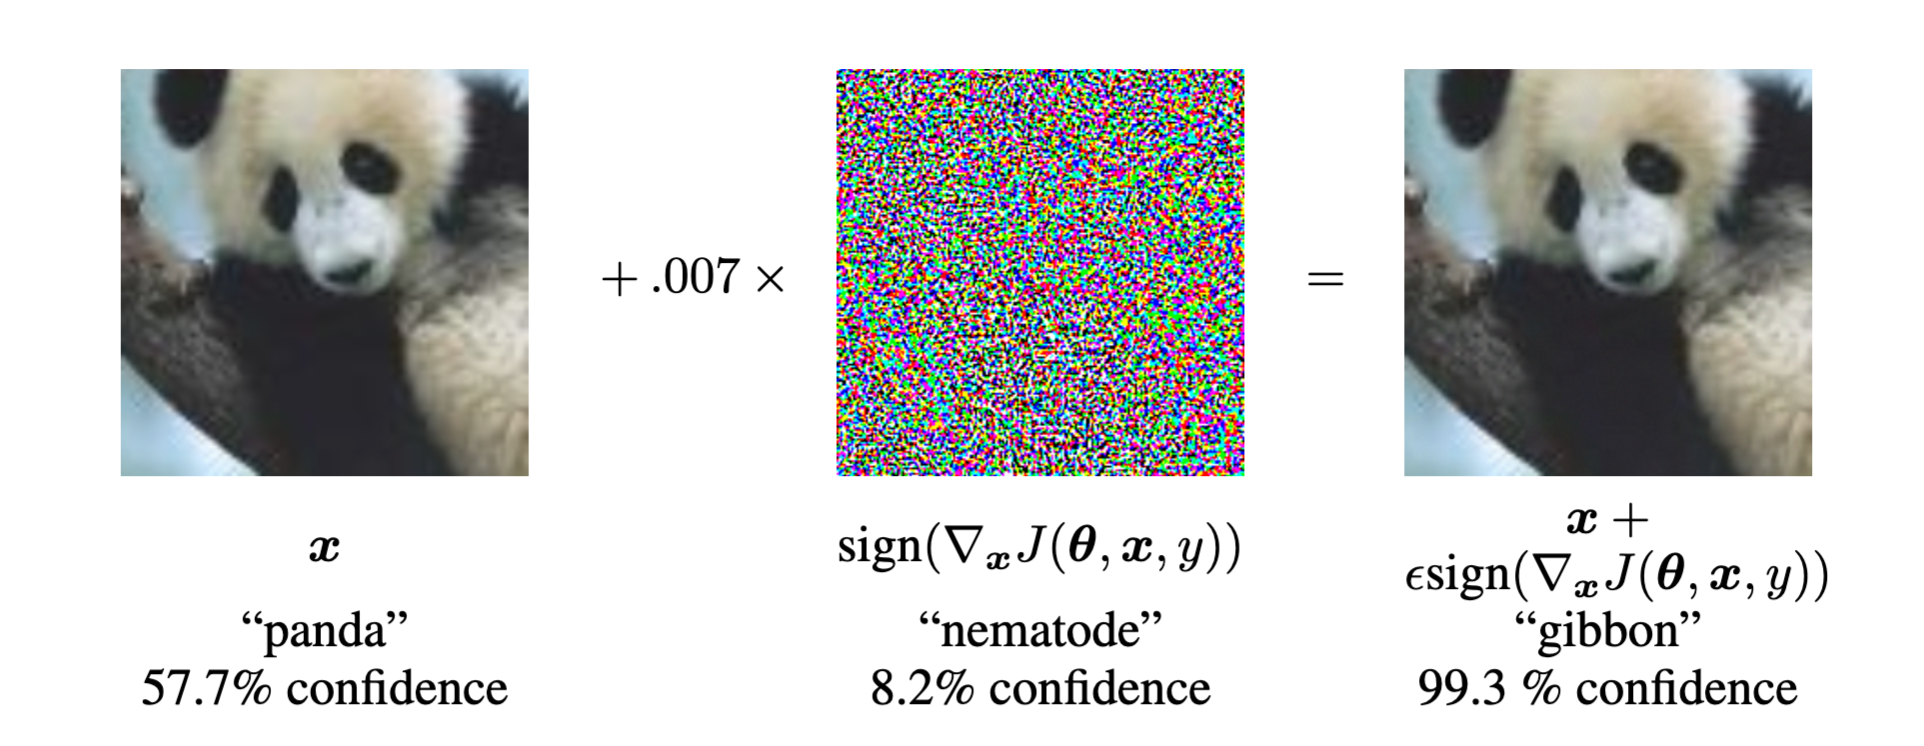 + .007 ×
=
x
sign(∇ₓJ(θ, x, y))
x +
ϵsign(∇ₓJ(θ, x, y))
“panda”
“nematode”
“gibbon”
57.7% confidence
8.2% confidence
99.3 % confidence